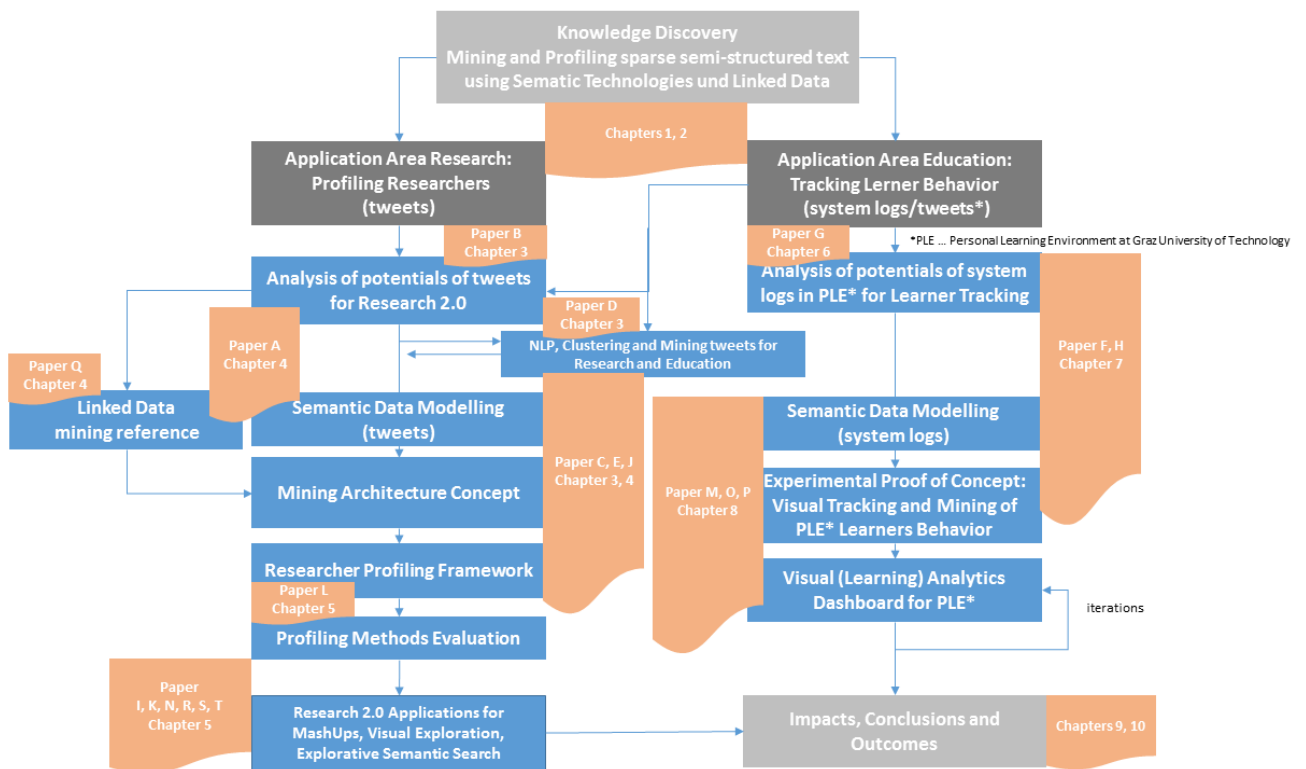 Knowledge Discovery
Mining and Profiling sparse semi-structured text
using Sematic Technologies und Linked Data
Chapters 1, 2
Application Area Research:
Profiling Researchers
(tweets)
Application Area Education:
Tracking Lerner Behavior
(system logs/tweets*)
Paper B
Chapter 3
Paper G
Chapter 6
*PLE ... Personal Learning Environment at Graz University of Technology
Analysis of potentials of tweets
for Research 2.0
Analysis of potentials of system
logs in PLE* for Learner Tracking
Paper D
Chapter 3
NLP, Clustering and Mining tweets for
Research and Education
Paper A
Chapter 4
Paper Q
Chapter 4
Paper F, H
Chapter 7
Linked Data
mining reference
Semantic Data Modelling
(tweets)
Semantic Data Modelling
(system logs)
Paper C, E, J
Chapter 3, 4
Paper M, O, P
Chapter 8
Mining Architecture Concept
Experimental Proof of Concept:
Visual Tracking and Mining of
PLE* Learners Behavior
Researcher Profiling Framework
Paper L
Chapter 5
Visual (Learning) Analytics
Dashboard for PLE*
iterations
Profiling Methods Evaluation
Paper
I, K, N, R, S, T
Chapter 5
Research 2.0 Applications for
MashUps, Visual Exploration,
Explorative Semantic Search
Impacts, Conclusions and
Outcomes
Chapters 9, 10